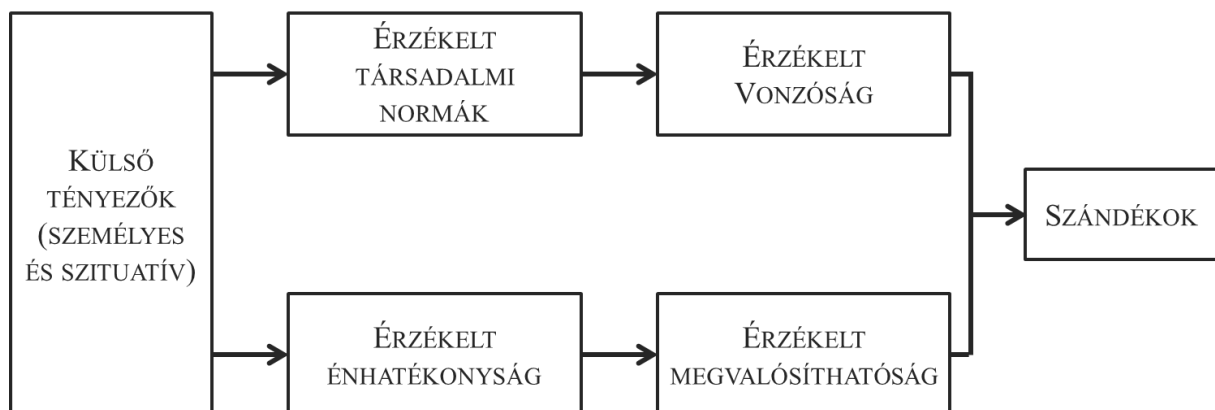 Külső
tényezők
(személyes
és szituatív)
Érzékelt
társadalmi
normák
Érzékelt
Vonzóság
Érzékelt
énhatékonyság
Érzékelt
megvalósíthatóság
Szándékok